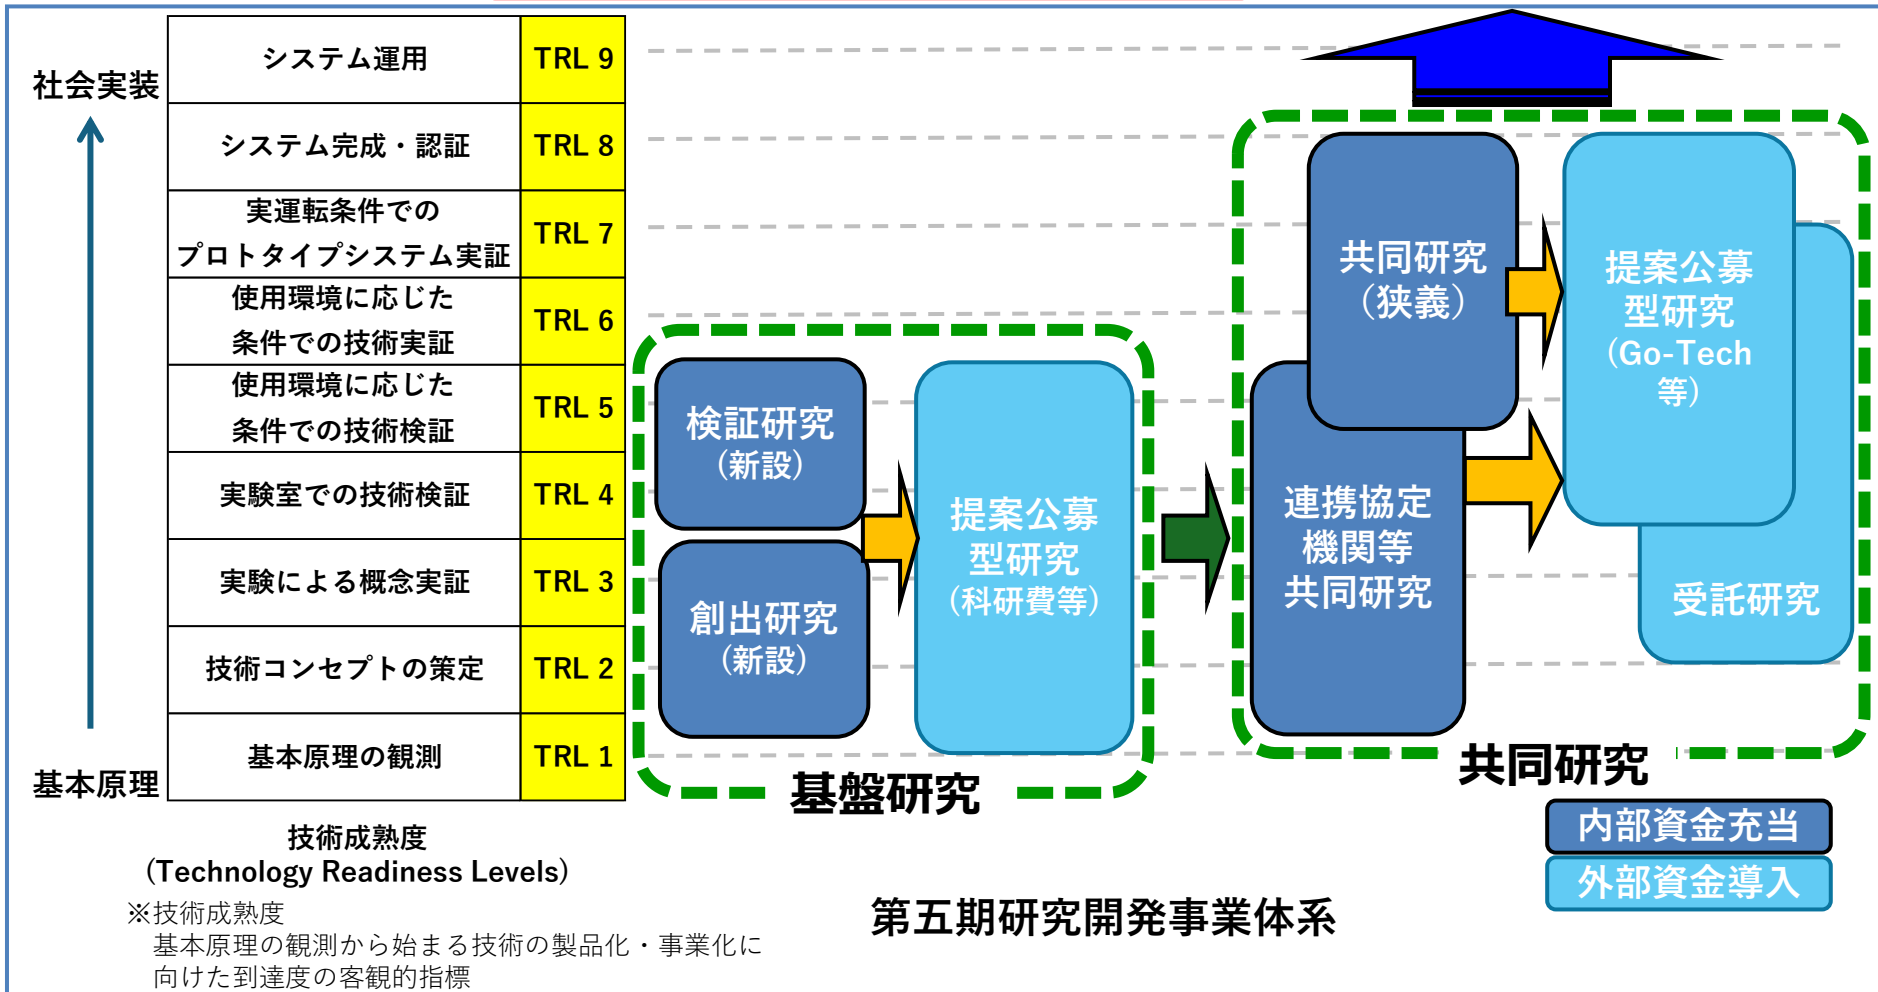 社会実装
基本原理
システム運用
TRL 9
システム完成・認証
TRL 8
実運転条件での
プロトタイプシステム実証
TRL 7
使用環境に応じた
条件での技術実証
TRL 6
使用環境に応じた
条件での技術検証
TRL 5
実験室での技術検証
TRL 4
実験による概念実証
TRL 3
技術コンセプトの策定
TRL 2
基本原理の観測
TRL 1
技術成熟度
(Technology Readiness Levels)
※技術成熟度
基本原理の観測から始まる技術の製品化・事業化に
向けた到達度の客観的指標
検証研究
(新設)
創出研究
(新設)
提案公募
型研究
(科研費等)
基盤研究
共同研究
(狭義)
連携協定
機関等
共同研究
提案公募
型研究
(Go-Tech
等)
受託研究
共同研究
内部資金充当
外部資金導入
第五期研究開発事業体系